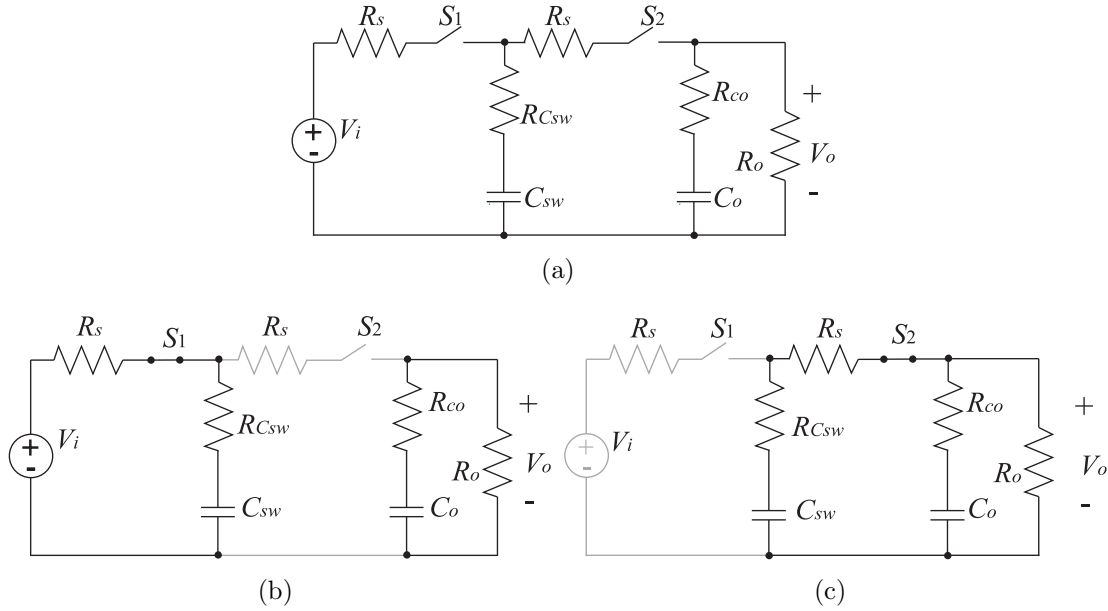 Rs S1 Rs S2
Vi + - RCsw Csw Rco Co Ro + Vo -
(a)
Rs S1 Rs S2
Vi + - RCsw Csw Rco Co Ro + Vo -
(b)
Rs S1 Rs S2
Vi + - RCsw Csw Rco Co Ro + Vo -
(c)